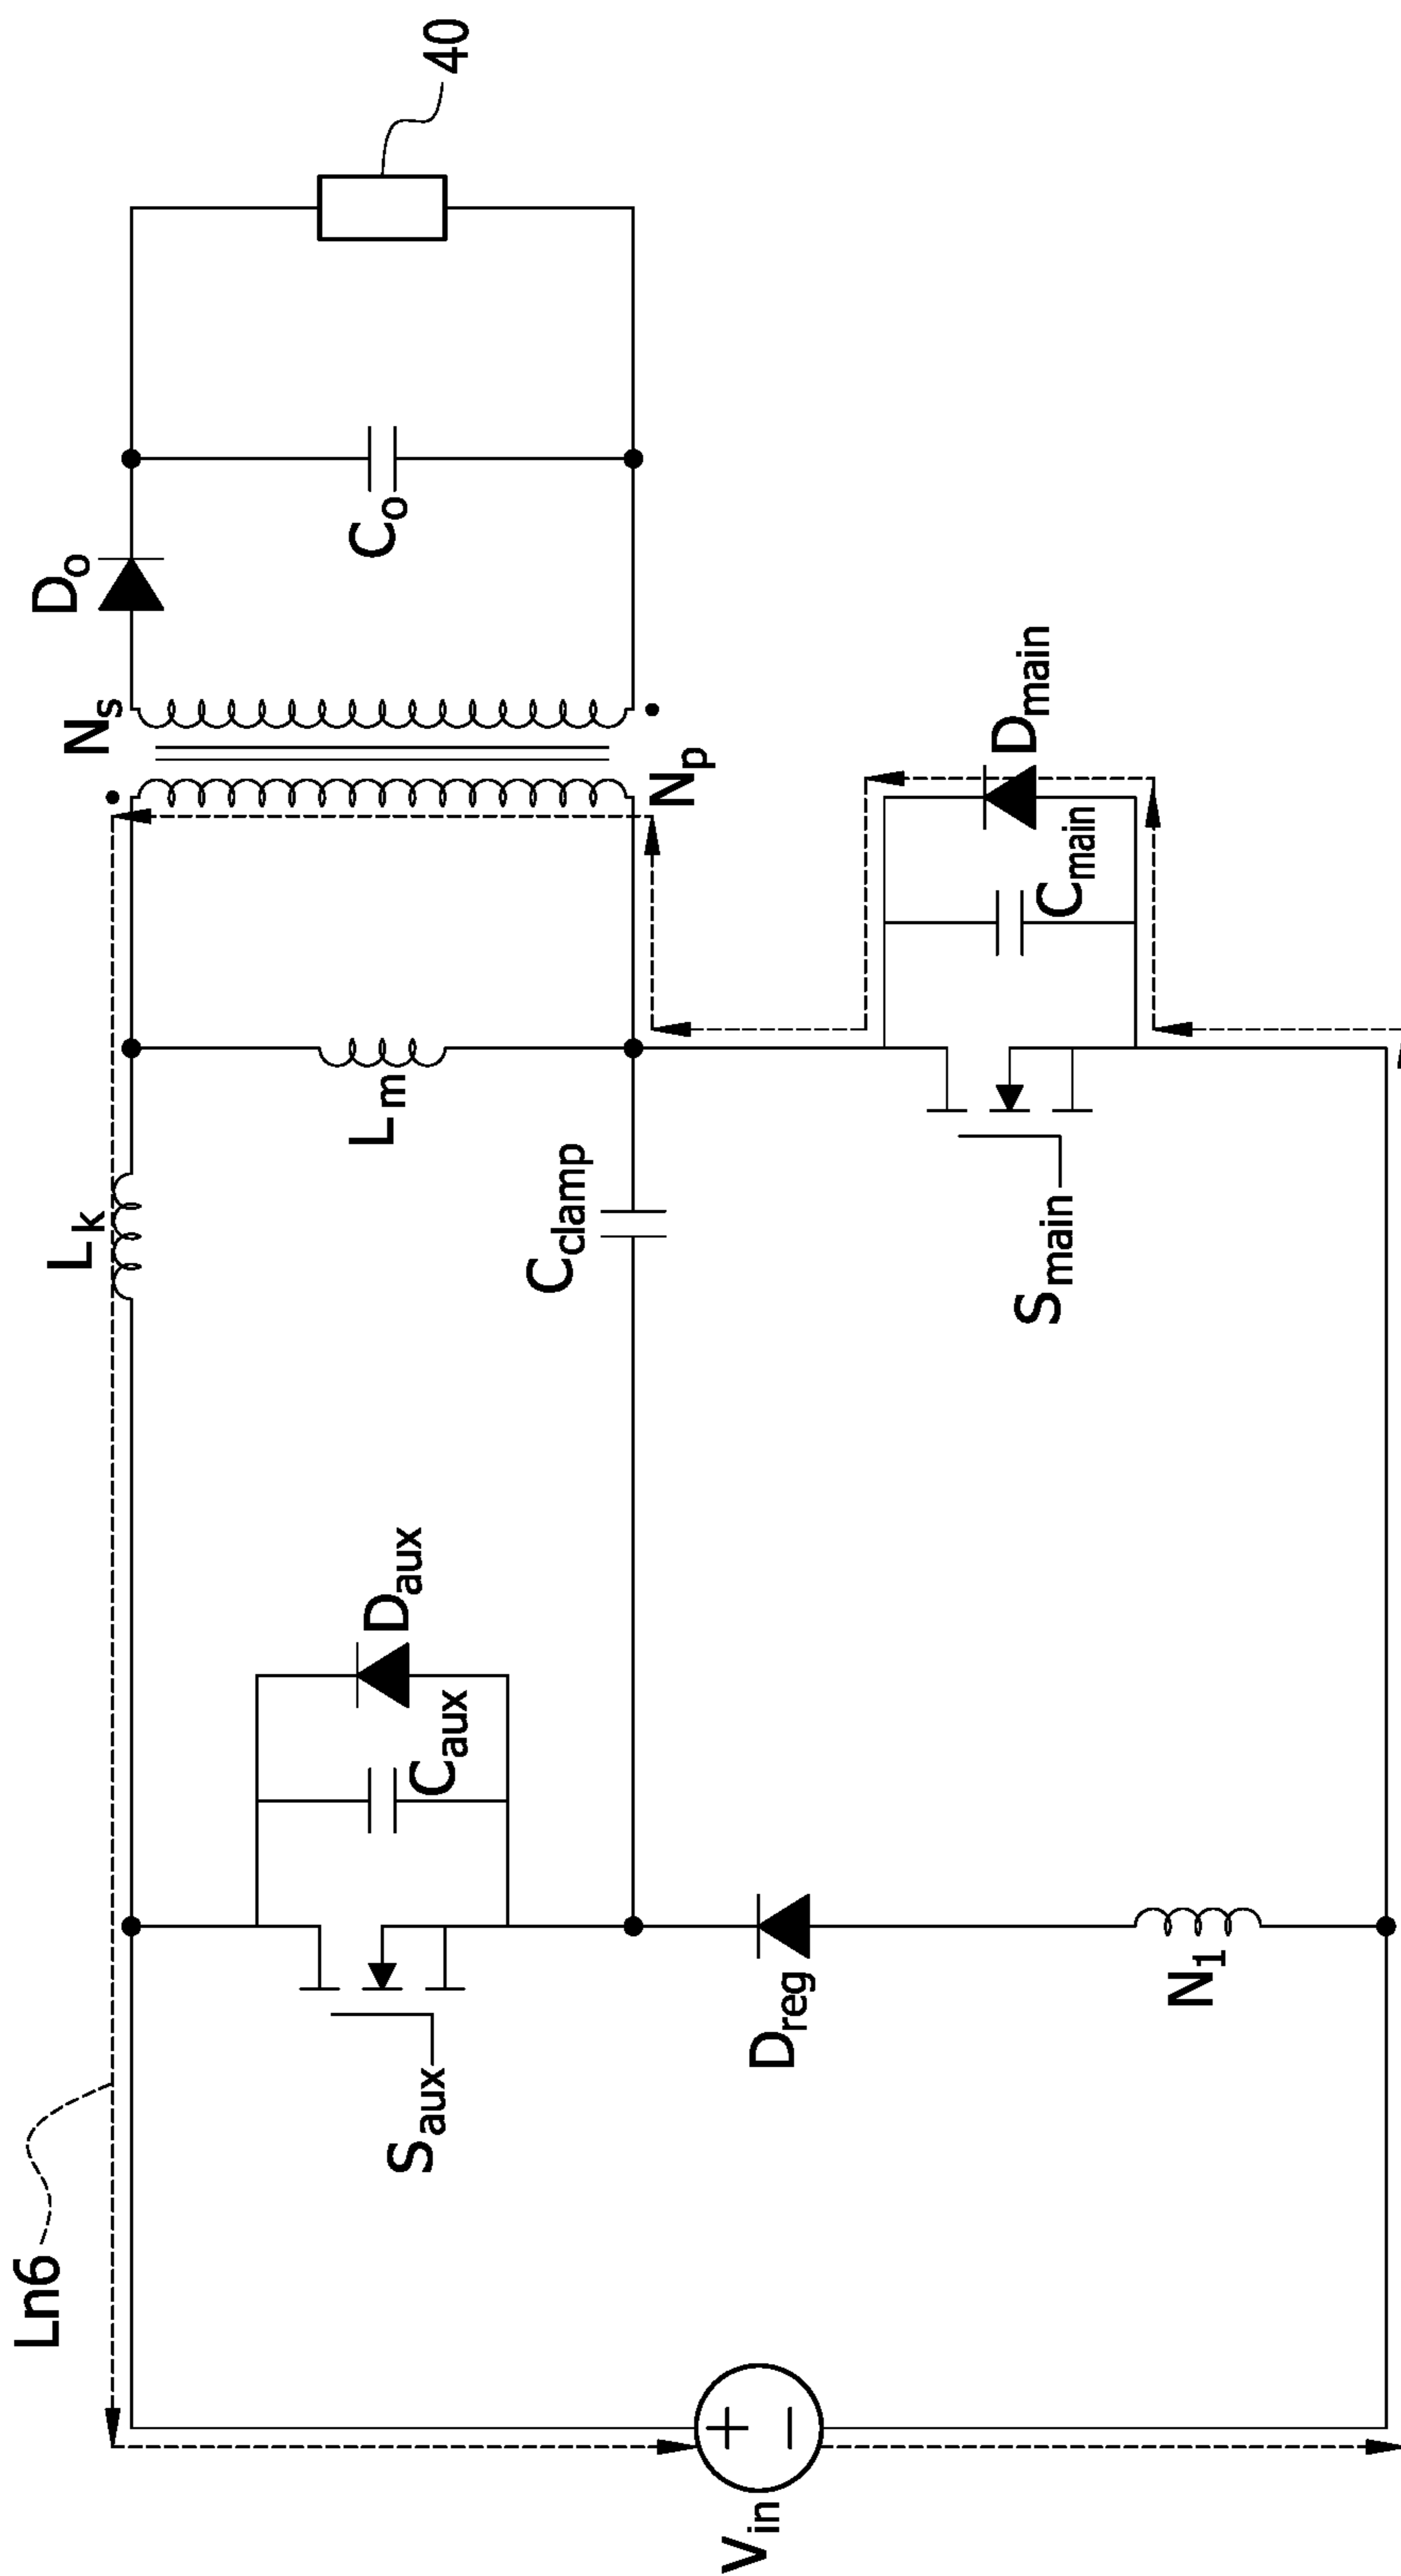 Ln6
Lk
Ns
Do
40
Co
Lm
Np
Saux
Caux
Daux
Cclamp
Vin
+
−
Dreg
N1
Smain
Cmain
Dmain